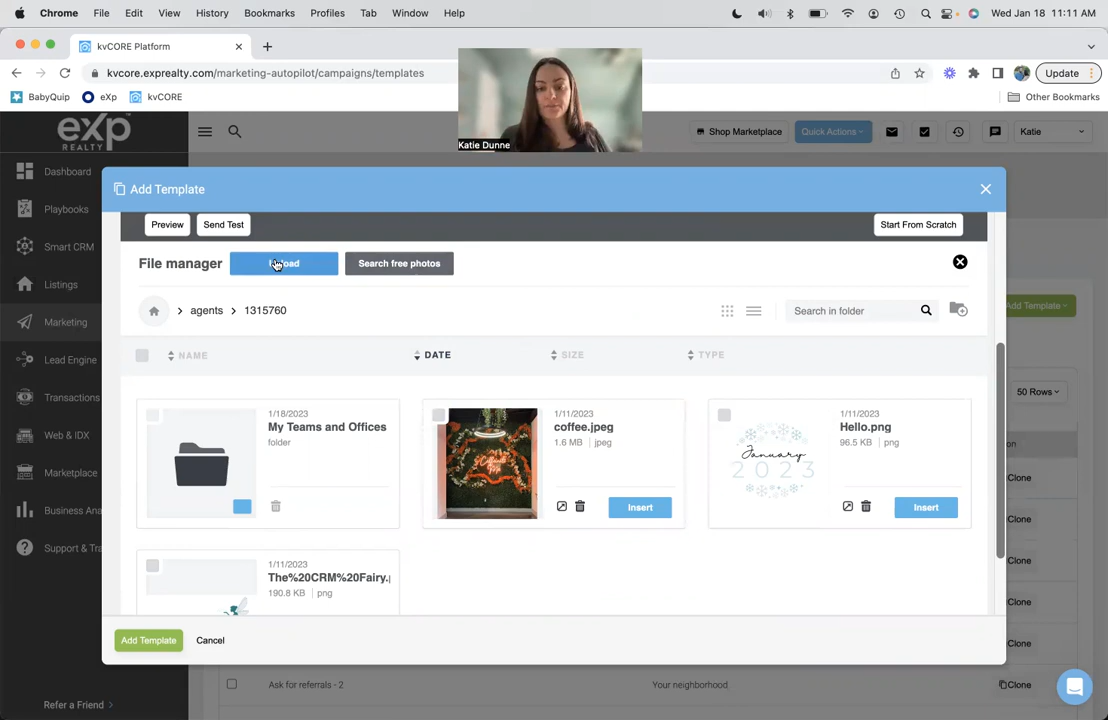 Chrome File Edit View History Bookmarks Profiles Tab Window Help Wed Jan 18 11:11 AM
kvCORE Platform
kvcore.exprealty.com/marketing-autopilot/campaigns/templates Update
BabyQuip eXp kvCORE Other Bookmarks
Katie Dunne
eXp
REALTY
Shop Marketplace Quick Actions Katie
Dashboard
Playbooks
Smart CRM
Listings
Marketing
Lead Engine
Transactions
Web & IDX
Marketplace
Business Ana
Support & Tra
Refer a Friend
Add Template
Preview Send Test Start From Scratch
File manager Search free photos
agents 1315760 Search in folder
NAME DATE SIZE TYPE
1/18/2023
My Teams and Offices
folder
1/11/2023
coffee.jpeg
1.6 MB jpeg
Insert
January
2023
1/11/2023
Hello.png
96.5 KB png
Insert
1/11/2023
The%20CRM%20Fairy.
190.8 KB png
Add Template Cancel
Add Template
50 Rows
on
Clone
Clone
Clone
Clone
Clone
Clone
Ask for referrals - 2 Your neighborhood Clone